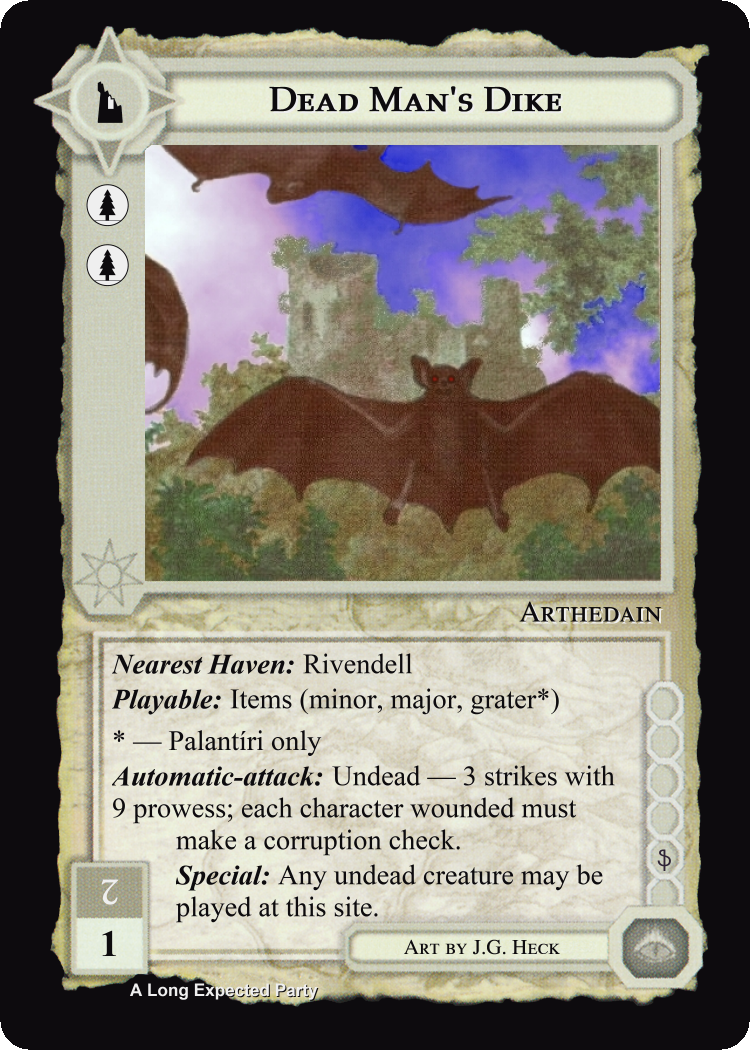 Dead Man's Dike
Arthedain
Nearest Haven: Rivendell
Playable: Items (minor, major, grater*)
* — Palantíri only
Automatic-attack: Undead — 3 strikes with
9 prowess; each character wounded must
make a corruption check.
Special: Any undead creature may be
played at this site.
1
Art by J.G. Heck
A Long Expected Party